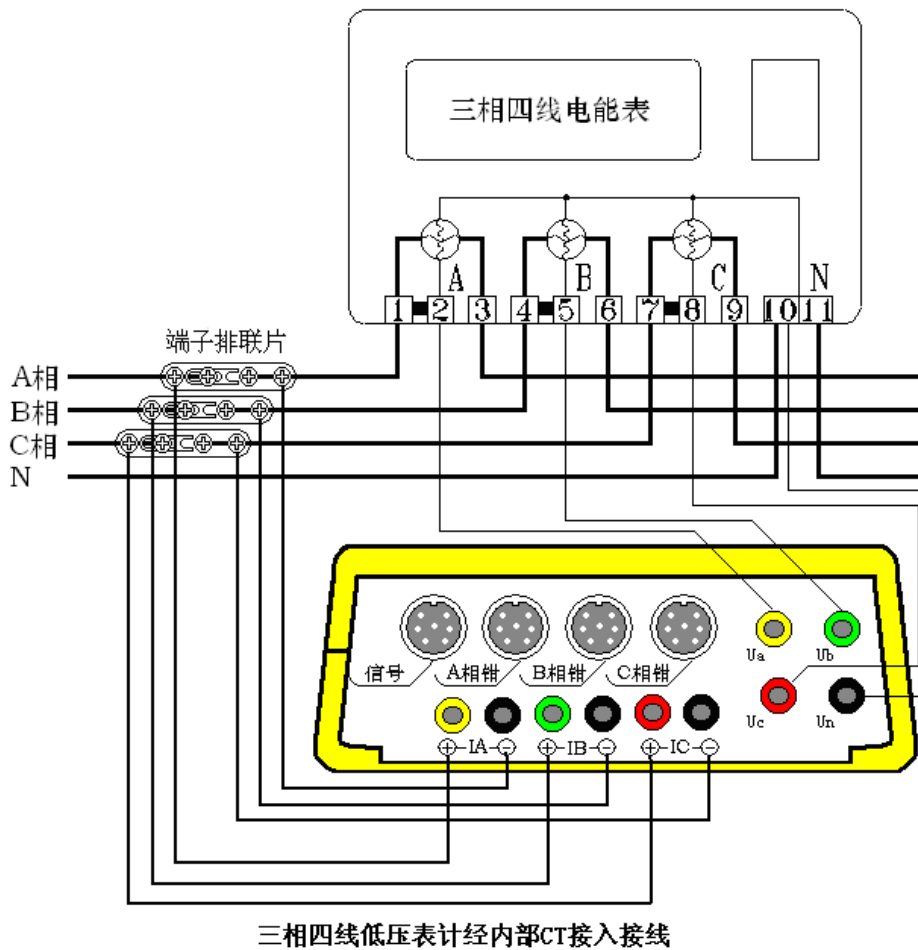 三相四线电能表
A
B
C
N
1
2
3
4
5
6
7
8
9
10
11
端子排联片
A相
B相
C相
N
信号
A相钳
B相钳
C相钳
Ua
Ub
Uc
Un
+IA-
+IB-
+IC-
三相四线低压表计经内部CT接入接线